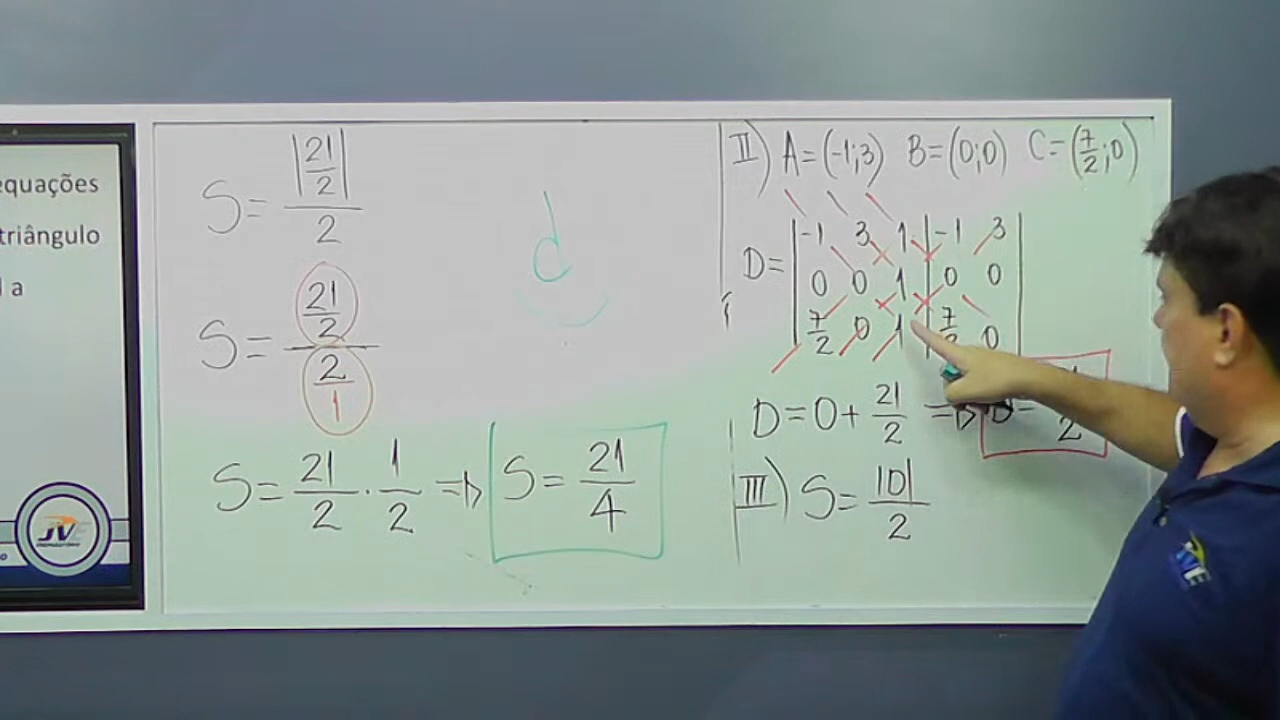 equações
triângulo
a
S = |21/2| / 2
S = 21/2 / 2/1
S = 21/2 · 1/2 => S = 21/4
d
II) A = (-1;3) B = (0;0) C = (7/2;0)
D = | -1 3 1 | -1 3 |
0 0 1 | 0 0
7/2 0 1 | 7/2 0
D = 0 + 21/2 => D =
III) S = |D| / 2
JVE